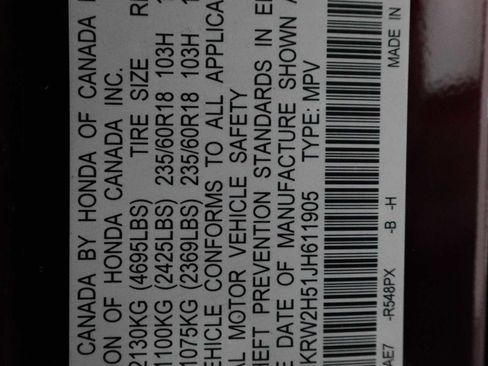 CANADA BY HONDA OF CANADA
ON OF HONDA CANADA INC.
TIRE SIZE
2130KG (4695LBS)
1100KG (2425LBS) 235/60R18 103H
1075KG (2369LBS) 235/60R18 103H
EHICLE CONFORMS TO ALL APPLICA
AL MOTOR VEHICLE SAFETY
HEFT PREVENTION STANDARDS IN E
E DATE OF MANUFACTURE SHOWN A
KRW2H51JH611905 TYPE: MPV
AE7 -R548PX -B -H MADE IN